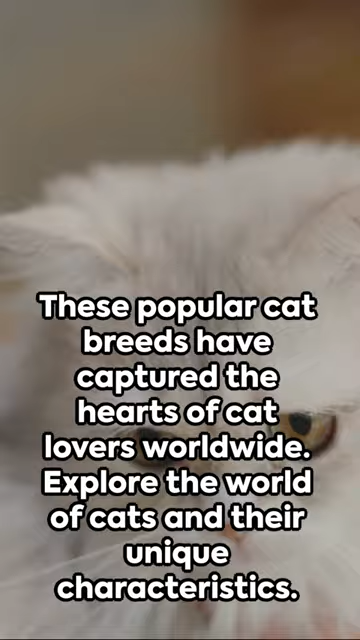 These popular cat
breeds have
captured the
hearts of cat
lovers worldwide.
Explore the world
of cats and their
unique
characteristics.